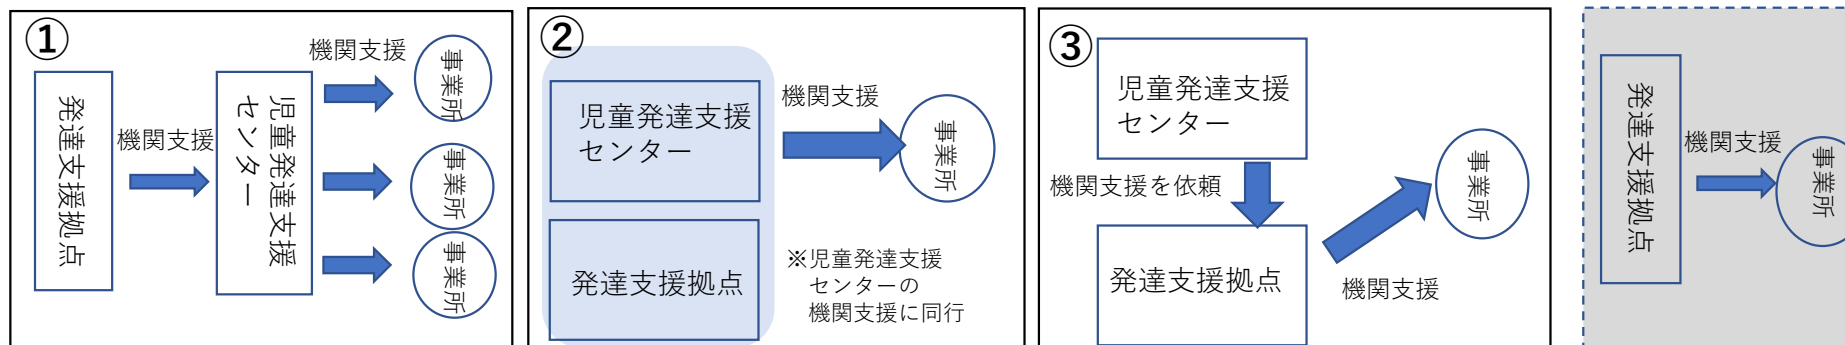 ①
発達支援拠点
機関支援
児童発達支援
センター
機関支援
事業所
事業所
事業所
②
児童発達支援
センター
発達支援拠点
機関支援
事業所
※児童発達支援
センターの
機関支援に同行
③
児童発達支援
センター
機関支援を依頼
発達支援拠点
機関支援
事業所
発達支援拠点
機関支援
事業所